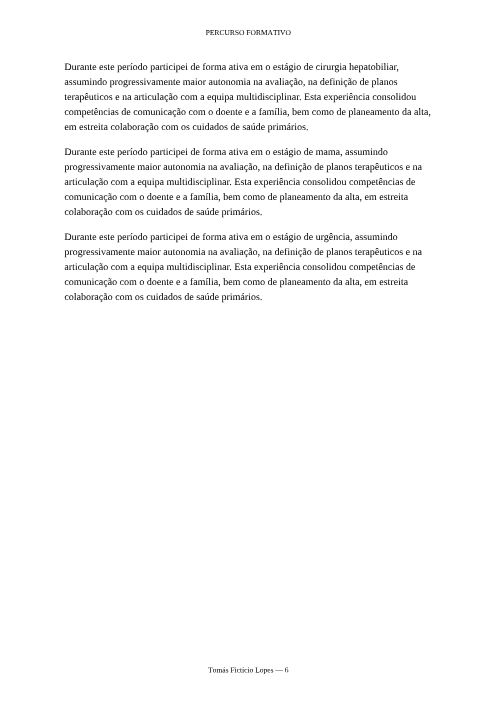 PERCURSO FORMATIVO
Durante este período participei de forma ativa em o estágio de cirurgia hepatobiliar,
assumindo progressivamente maior autonomia na avaliação, na definição de planos
terapêuticos e na articulação com a equipa multidisciplinar. Esta experiência consolidou
competências de comunicação com o doente e a família, bem como de planeamento da alta,
em estreita colaboração com os cuidados de saúde primários.
Durante este período participei de forma ativa em o estágio de mama, assumindo
progressivamente maior autonomia na avaliação, na definição de planos terapêuticos e na
articulação com a equipa multidisciplinar. Esta experiência consolidou competências de
comunicação com o doente e a família, bem como de planeamento da alta, em estreita
colaboração com os cuidados de saúde primários.
Durante este período participei de forma ativa em o estágio de urgência, assumindo
progressivamente maior autonomia na avaliação, na definição de planos terapêuticos e na
articulação com a equipa multidisciplinar. Esta experiência consolidou competências de
comunicação com o doente e a família, bem como de planeamento da alta, em estreita
colaboração com os cuidados de saúde primários.
Tomás Fictício Lopes — 6